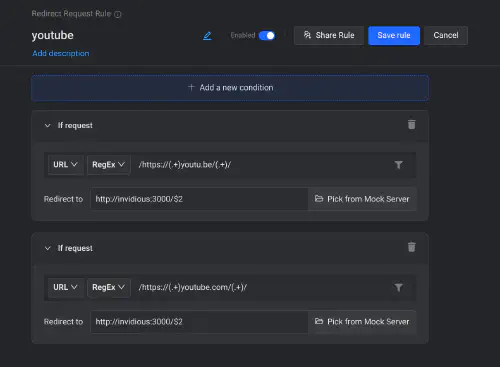 Redirect Request Rule
youtube
Enabled
Share Rule
Save rule
Cancel
Add description
+ Add a new condition
If request
URL RegEx /https://(.+)youtu.be/(.+)/
Redirect to http://invidious:3000/$2 Pick from Mock Server
If request
URL RegEx /https://(.+)youtube.com/(.+)/
Redirect to http://invidious:3000/$2 Pick from Mock Server